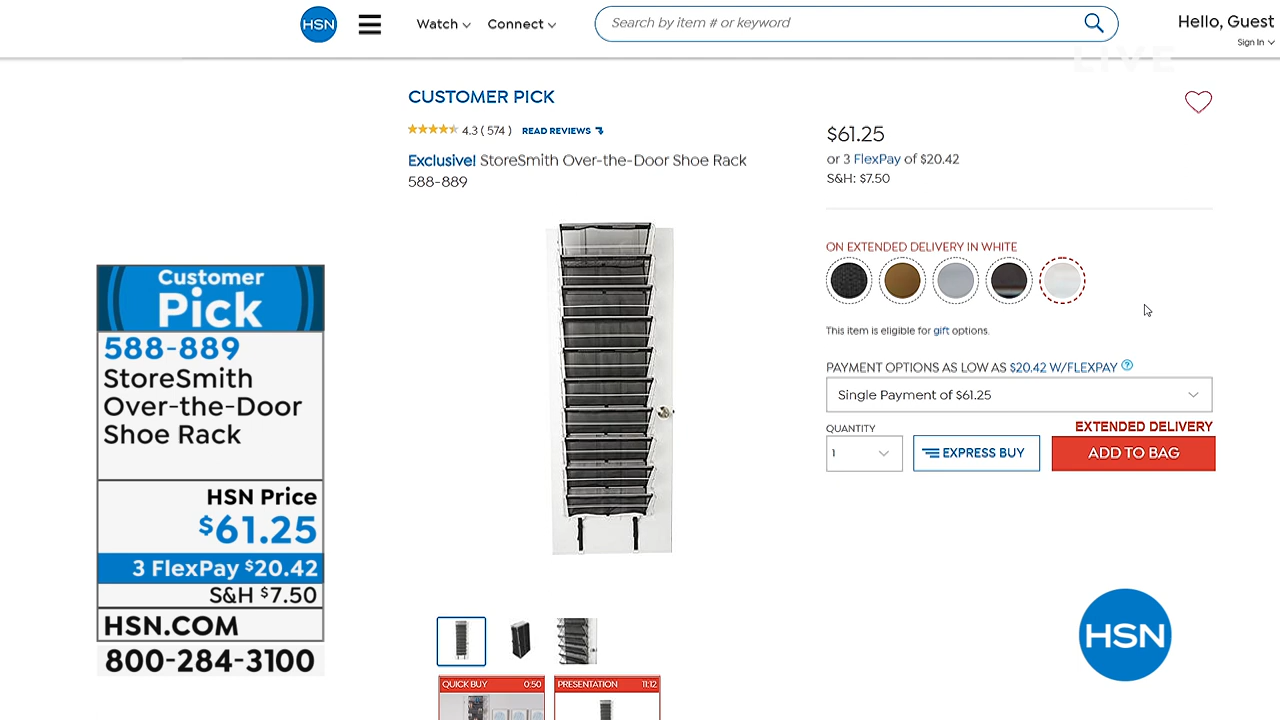 HSN
Watch
Connect
Search by item # or keyword
Hello, Guest
Sign In
LIVE
CUSTOMER PICK
4.3 ( 574 ) READ REVIEWS
Exclusive! StoreSmith Over-the-Door Shoe Rack
588-889
$61.25
or 3 FlexPay of $20.42
S&H: $7.50
ON EXTENDED DELIVERY IN WHITE
This item is eligible for gift options.
PAYMENT OPTIONS AS LOW AS $20.42 W/FLEXPAY ?
Single Payment of $61.25
QUANTITY
1
EXPRESS BUY
EXTENDED DELIVERY
ADD TO BAG
Customer
Pick
588-889
StoreSmith
Over-the-Door
Shoe Rack
HSN Price
$61.25
3 FlexPay $20.42
S&H $7.50
HSN.COM
800-284-3100
QUICK BUY 0:50
PRESENTATION 11:12
HSN